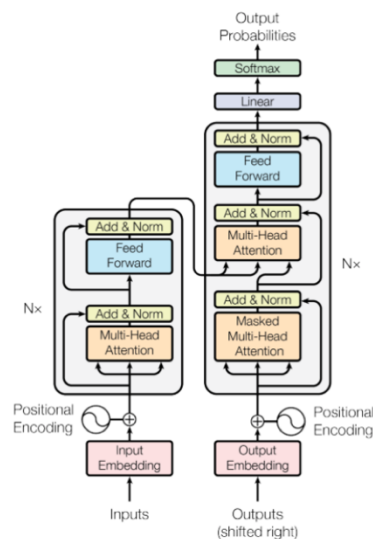 Output
Probabilities
Softmax
Linear
Add & Norm
Feed
Forward
Add & Norm
Multi-Head
Attention
N×
Add & Norm
Masked
Multi-Head
Attention
Add & Norm
Feed
Forward
N×
Add & Norm
Multi-Head
Attention
Positional
Encoding
Positional
Encoding
Input
Embedding
Output
Embedding
Inputs
Outputs
(shifted right)